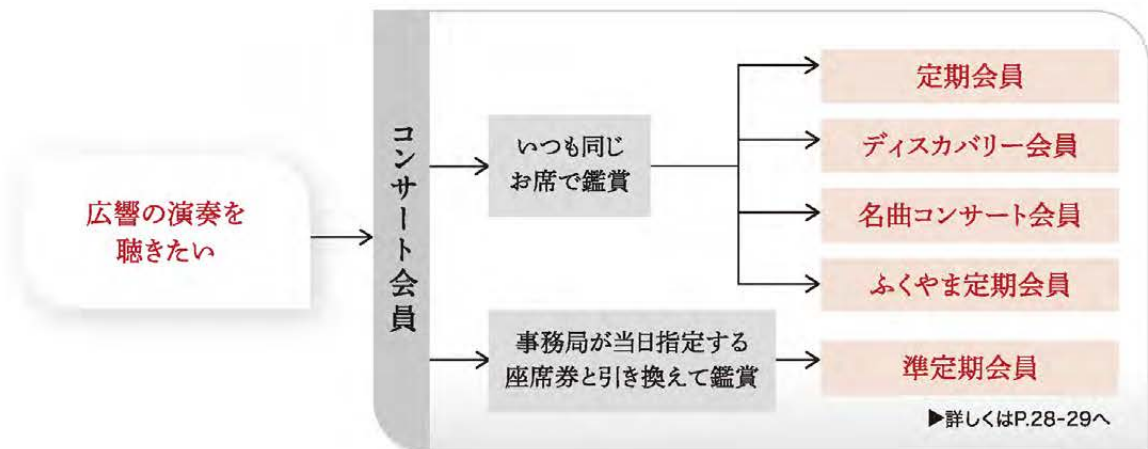 広響の演奏を
聴きたい
コンサート会員
いつも同じ
お席で鑑賞
定期会員
ディスカバリー会員
名曲コンサート会員
ふくやま定期会員
事務局が当日指定する
座席券と引き換えて鑑賞
準定期会員
▶詳しくはP.28-29へ